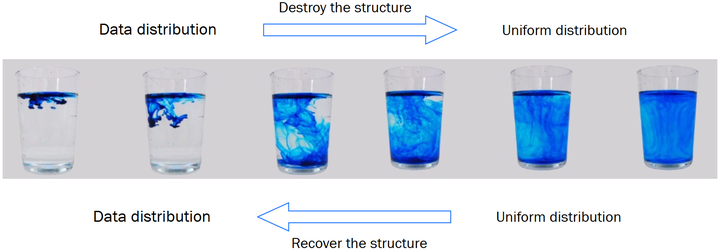 Destroy the structure
Data distribution
Uniform distribution
Data distribution
Uniform distribution
Recover the structure